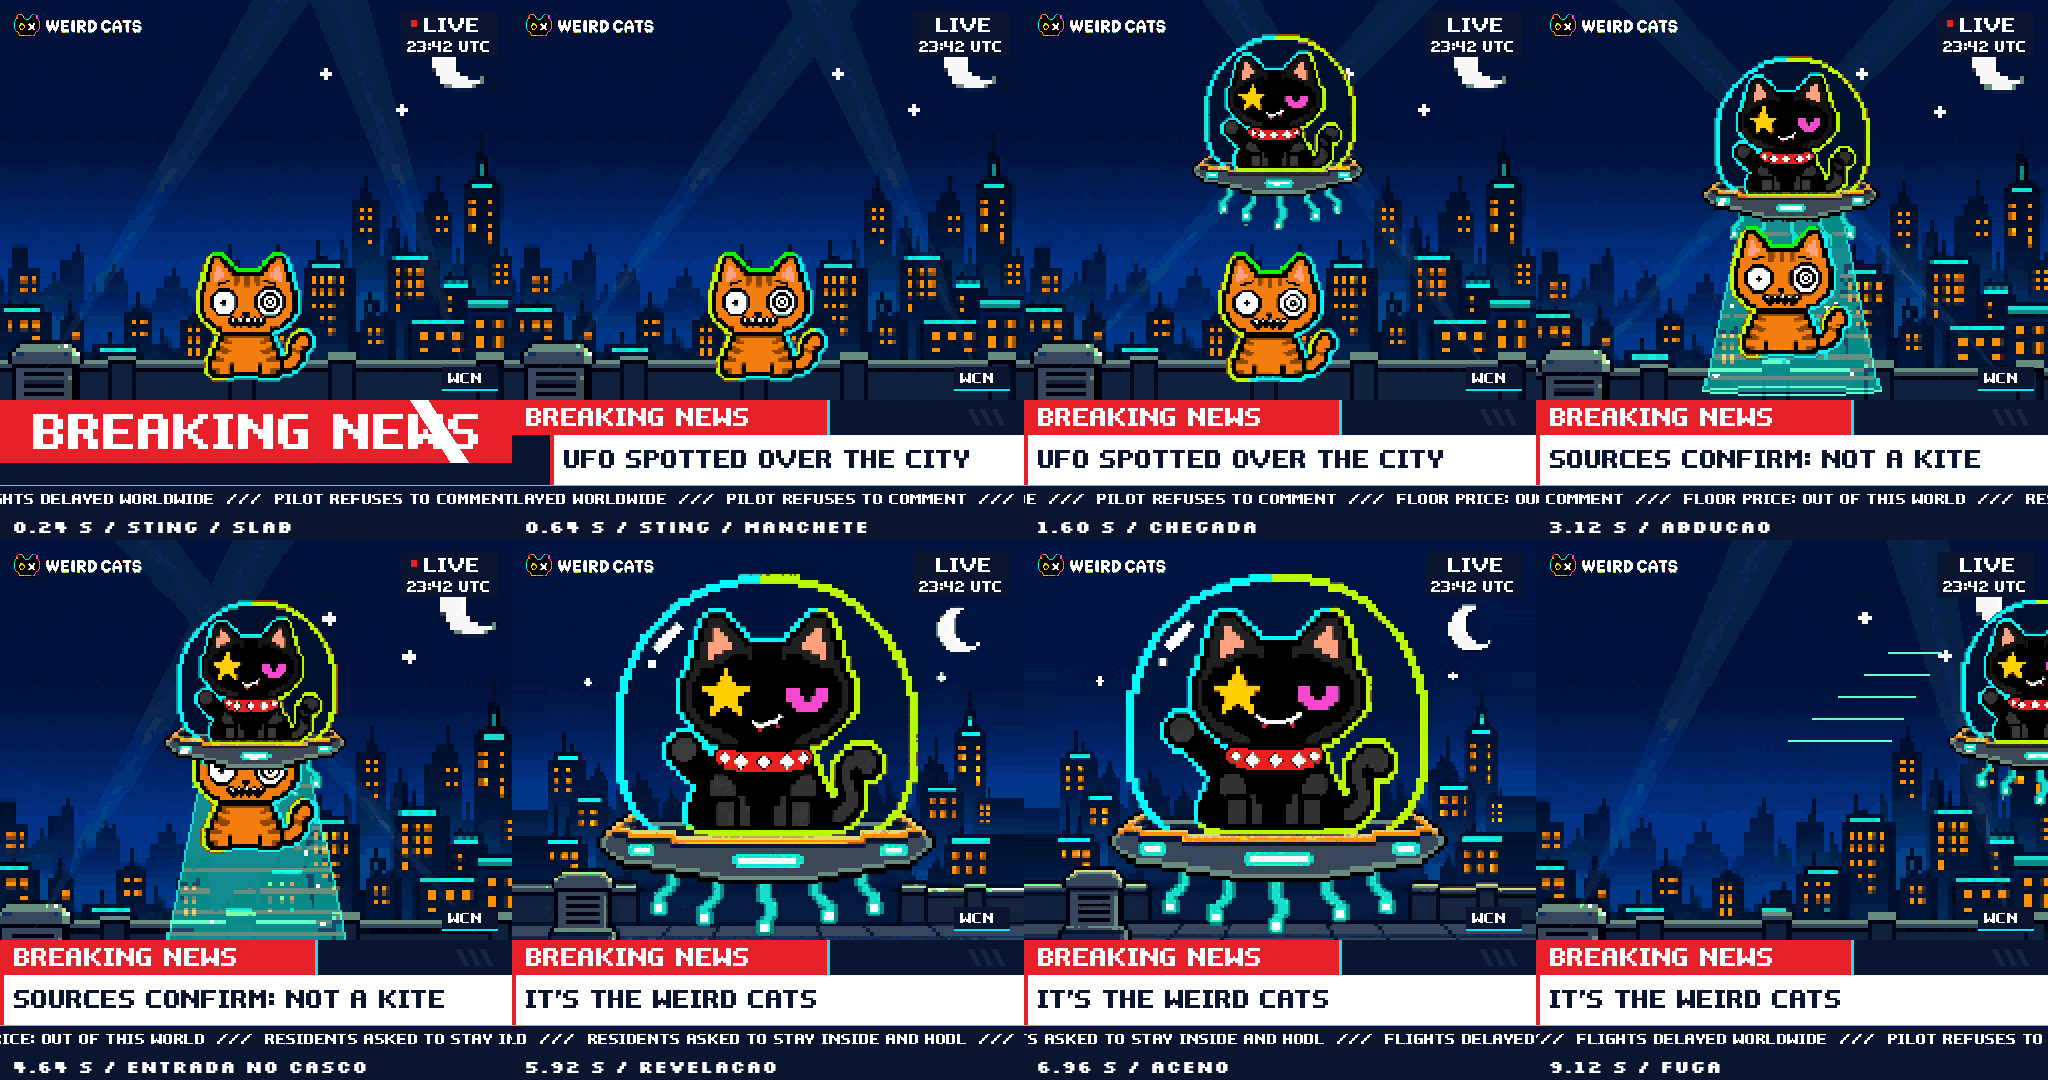 WEIRD CATS
LIVE
23:42 UTC
WCN
BREAKING NEWS
GHTS DELAYED WORLDWIDE /// PILOT REFUSES TO COMMENT
0.24 S / STING / SLAB
WEIRD CATS
LIVE
23:42 UTC
WCN
BREAKING NEWS
UFO SPOTTED OVER THE CITY
LAYED WORLDWIDE /// PILOT REFUSES TO COMMENT ///
0.64 S / STING / MANCHETE
WEIRD CATS
LIVE
23:42 UTC
WCN
BREAKING NEWS
UFO SPOTTED OVER THE CITY
E /// PILOT REFUSES TO COMMENT /// FLOOR PRICE: OU
1.60 S / CHEGADA
WEIRD CATS
LIVE
23:42 UTC
WCN
BREAKING NEWS
SOURCES CONFIRM: NOT A KITE
COMMENT /// FLOOR PRICE: OUT OF THIS WORLD /// RES
3.12 S / ABDUCAO
WEIRD CATS
LIVE
23:42 UTC
WCN
BREAKING NEWS
SOURCES CONFIRM: NOT A KITE
ICE: OUT OF THIS WORLD /// RESIDENTS ASKED TO STAY IN
4.64 S / ENTRADA NO CASCO
WEIRD CATS
LIVE
23:42 UTC
WCN
BREAKING NEWS
IT'S THE WEIRD CATS
D /// RESIDENTS ASKED TO STAY INSIDE AND HODL ///
5.92 S / REVELACAO
WEIRD CATS
LIVE
23:42 UTC
WCN
BREAKING NEWS
IT'S THE WEIRD CATS
'S ASKED TO STAY INSIDE AND HODL /// FLIGHTS DELAYED
6.96 S / ACENO
WEIRD CATS
LIVE
23:42 UTC
WCN
BREAKING NEWS
IT'S THE WEIRD CATS
/// FLIGHTS DELAYED WORLDWIDE /// PILOT REFUSES TO
9.12 S / FUGA